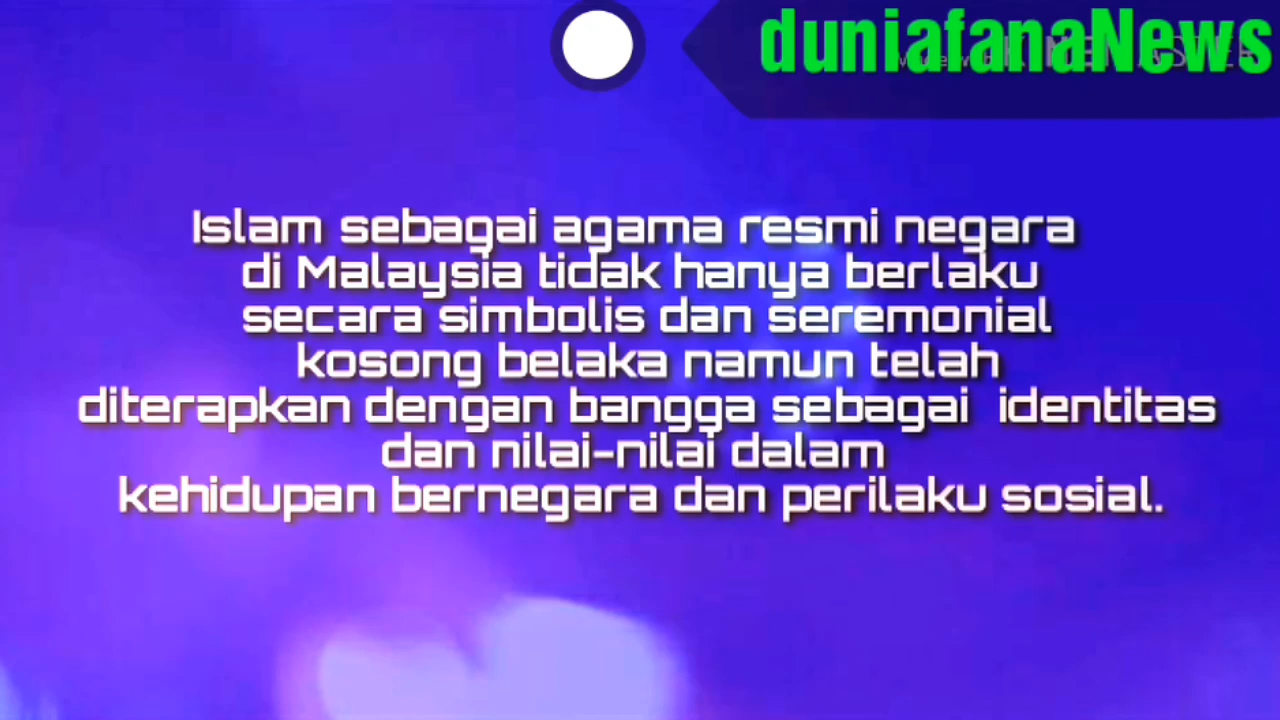 duniafanaNews
Islam sebagai agama resmi negara
di Malaysia tidak hanya berlaku
secara simbolis dan seremonial
kosong belaka namun telah
diterapkan dengan bangga sebagai identitas
dan nilai-nilai dalam
kehidupan bernegara dan perilaku sosial.